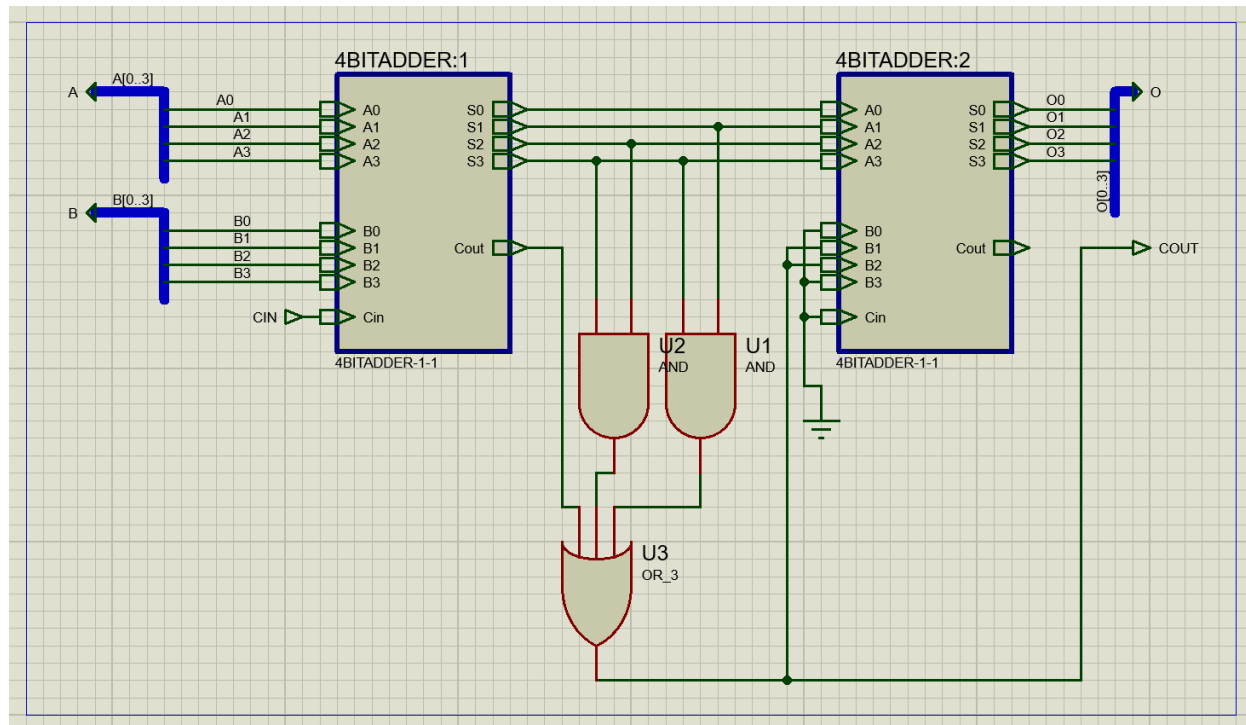 4BITADDER:1
4BITADDER:2
A
A[0..3]
A0
A1
A2
A3
A0
A1
A2
A3
S0
S1
S2
S3
A0
A1
A2
A3
S0
S1
S2
S3
O0
O1
O2
O3
O
O[0..3]
B
B[0..3]
B0
B1
B2
B3
B0
B1
B2
B3
Cout
B0
B1
B2
B3
Cout
COUT
CIN
Cin
Cin
4BITADDER-1-1
4BITADDER-1-1
U2
AND
U1
AND
U3
OR_3